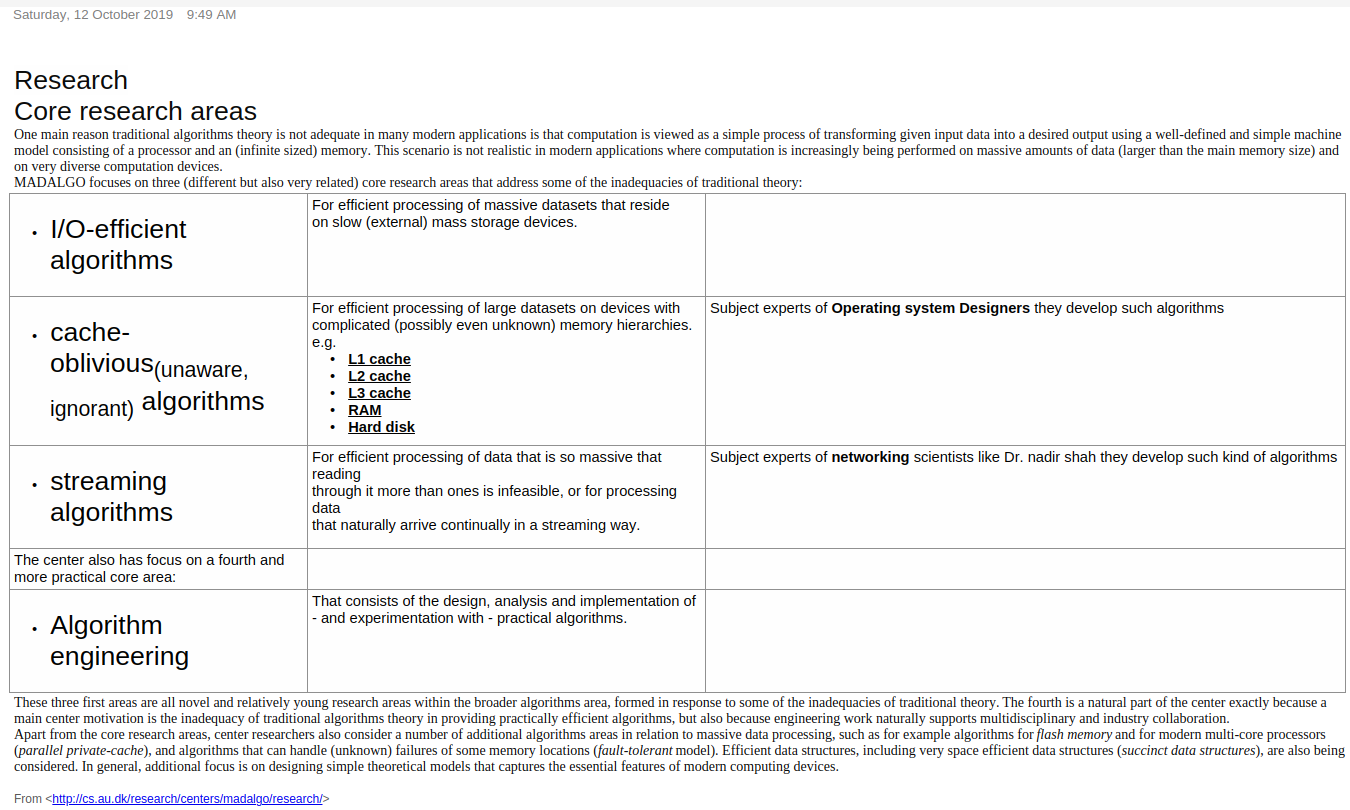 Saturday, 12 October 2019 9:49 AM
Research
Core research areas
One main reason traditional algorithms theory is not adequate in many modern applications is that computation is viewed as a simple process of transforming given input data into a desired output using a well-defined and simple machine
model consisting of a processor and an (infinite sized) memory. This scenario is not realistic in modern applications where computation is increasingly being performed on massive amounts of data (larger than the main memory size) and
on very diverse computation devices.
MADALGO focuses on three (different but also very related) core research areas that address some of the inadequacies of traditional theory:
• I/O-efficient
algorithms
For efficient processing of massive datasets that reside
on slow (external) mass storage devices.
• cache-
oblivious(unaware,
ignorant) algorithms
For efficient processing of large datasets on devices with
complicated (possibly even unknown) memory hierarchies.
e.g.
• L1 cache
• L2 cache
• L3 cache
• RAM
• Hard disk
Subject experts of Operating system Designers they develop such algorithms
• streaming
algorithms
For efficient processing of data that is so massive that
reading
through it more than ones is infeasible, or for processing
data
that naturally arrive continually in a streaming way.
Subject experts of networking scientists like Dr. nadir shah they develop such kind of algorithms
The center also has focus on a fourth and
more practical core area:
• Algorithm
engineering
That consists of the design, analysis and implementation of
- and experimentation with - practical algorithms.
These three first areas are all novel and relatively young research areas within the broader algorithms area, formed in response to some of the inadequacies of traditional theory. The fourth is a natural part of the center exactly because a
main center motivation is the inadequacy of traditional algorithms theory in providing practically efficient algorithms, but also because engineering work naturally supports multidisciplinary and industry collaboration.
Apart from the core research areas, center researchers also consider a number of additional algorithms areas in relation to massive data processing, such as for example algorithms for flash memory and for modern multi-core processors
(parallel private-cache), and algorithms that can handle (unknown) failures of some memory locations (fault-tolerant model). Efficient data structures, including very space efficient data structures (succinct data structures), are also being
considered. In general, additional focus is on designing simple theoretical models that captures the essential features of modern computing devices.
From <http://cs.au.dk/research/centers/madalgo/research/>